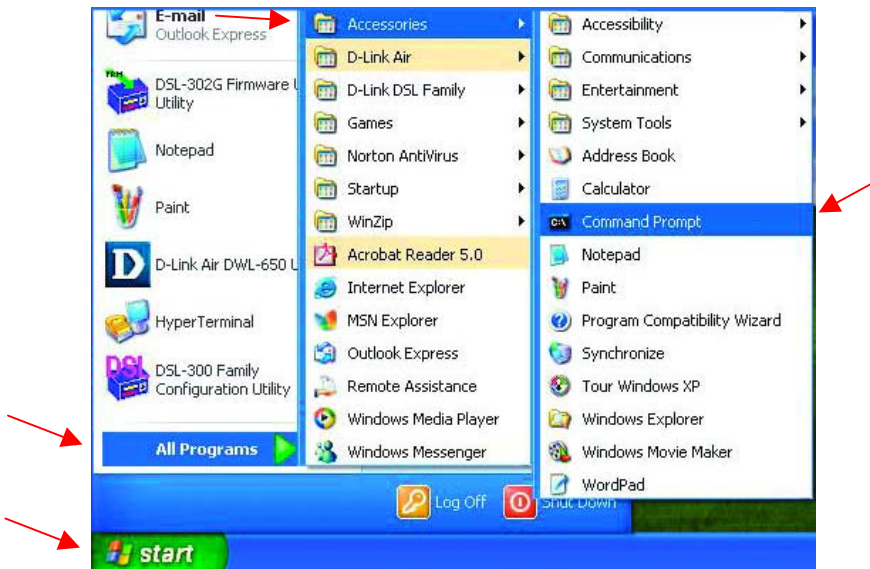 E-mail
Outlook Express
DSL-302G Firmware U
Utility
Notepad
Paint
D-Link Air DWL-650 U
HyperTerminal
DSL-300 Family
Configuration Utility
All Programs
Accessories
D-Link Air
D-Link DSL Family
Games
Norton AntiVirus
Startup
WinZip
Acrobat Reader 5.0
Internet Explorer
MSN Explorer
Outlook Express
Remote Assistance
Windows Media Player
Windows Messenger
Accessibility
Communications
Entertainment
System Tools
Address Book
Calculator
C:\ Command Prompt
Notepad
Paint
Program Compatibility Wizard
Synchronize
Tour Windows XP
Windows Explorer
Windows Movie Maker
WordPad
Log Off
Shut Down
start